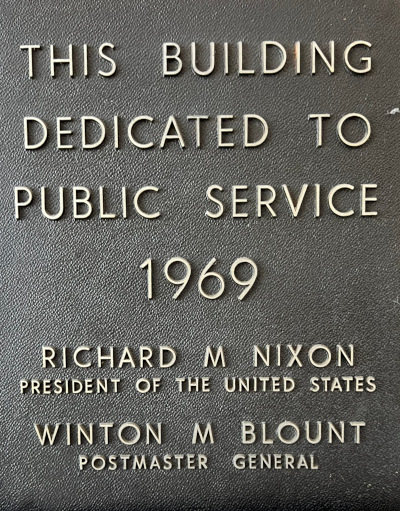 THIS BUILDING
DEDICATED TO
PUBLIC SERVICE
1969
RICHARD M NIXON
PRESIDENT OF THE UNITED STATES
WINTON M BLOUNT
POSTMASTER GENERAL